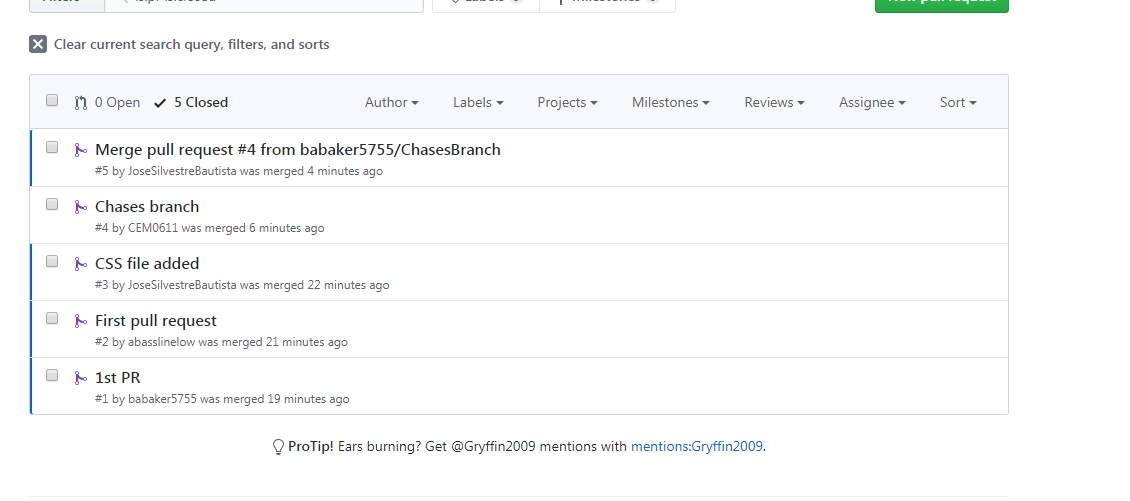 Clear current search query, filters, and sorts
0 Open 5 Closed Author Labels Projects Milestones Reviews Assignee Sort
Merge pull request #4 from babaker5755/ChasesBranch
#5 by JoseSilvestreBautista was merged 4 minutes ago
Chases branch
#4 by CEM0611 was merged 6 minutes ago
CSS file added
#3 by JoseSilvestreBautista was merged 22 minutes ago
First pull request
#2 by abasslinelow was merged 21 minutes ago
1st PR
#1 by babaker5755 was merged 19 minutes ago
ProTip! Ears burning? Get @Gryffin2009 mentions with mentions:Gryffin2009.